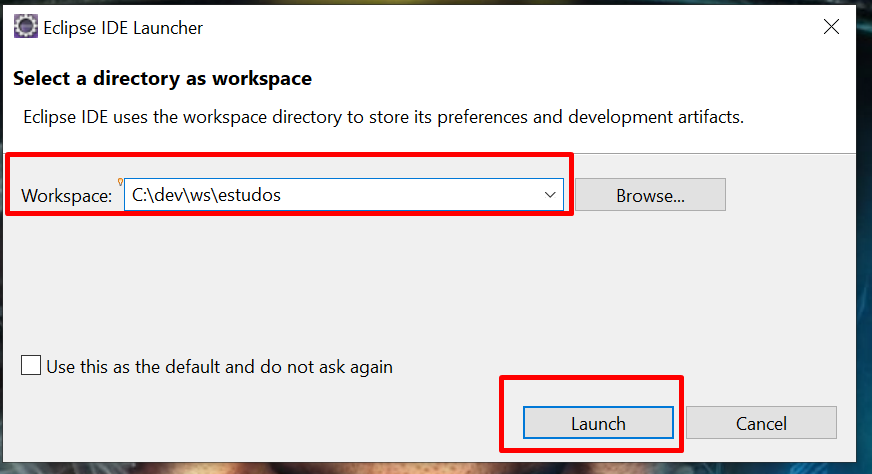 Eclipse IDE Launcher
Select a directory as workspace
Eclipse IDE uses the workspace directory to store its preferences and development artifacts.
Workspace: C:\dev\ws\estudos Browse...
Use this as the default and do not ask again
Launch Cancel